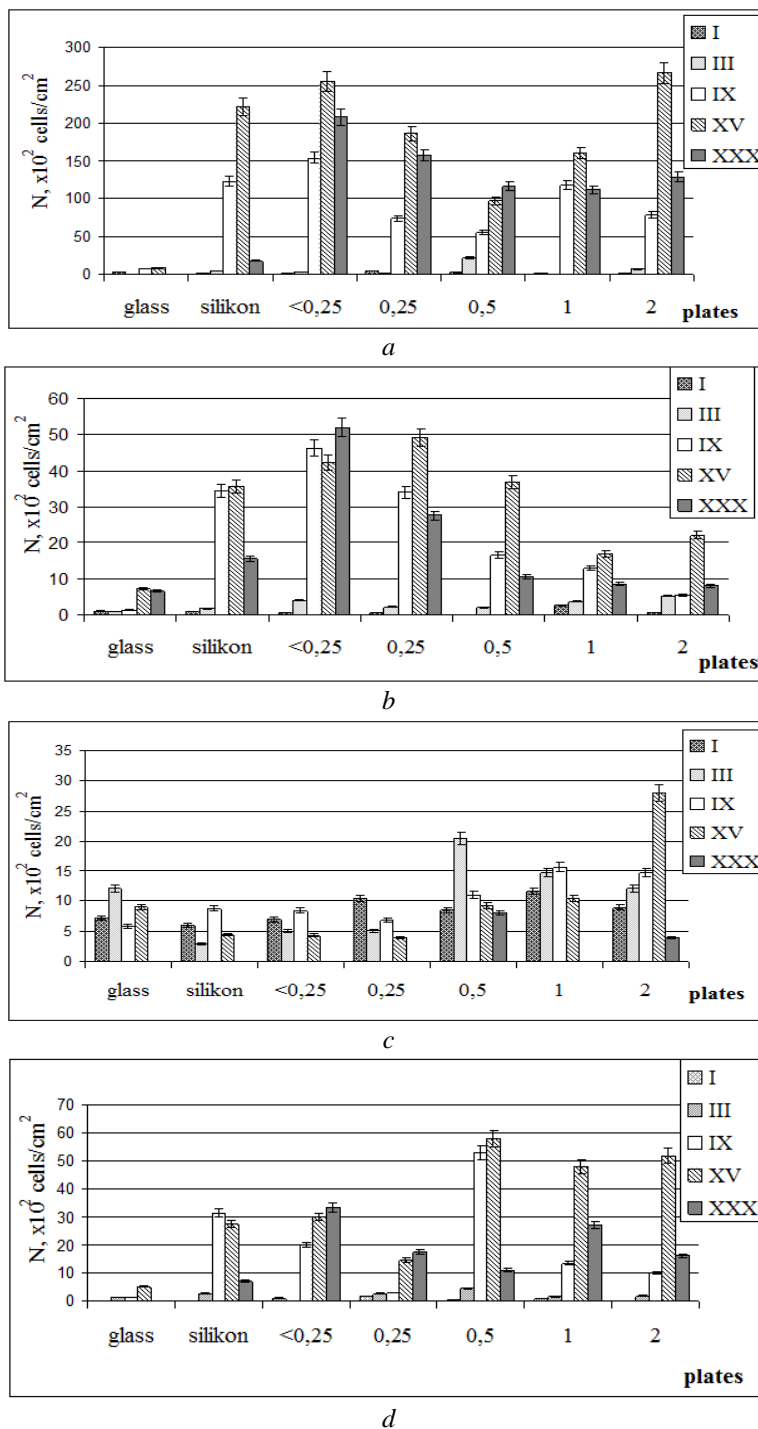 N, x10² cells/cm²
300
250
200
150
100
50
0
glass silikon <0,25 0,25 0,5 1 2 plates
I
III
IX
XV
XXX
a
N, x10² cells/cm²
60
50
40
30
20
10
0
glass silikon <0,25 0,25 0,5 1 2
plates
I
III
IX
XV
XXX
b
N, x10² cells/cm²
35
30
25
20
15
10
5
0
glass silikon <0,25 0,25 0,5 1 2 plates
I
III
IX
XV
XXX
c
N, x10² cells/cm²
70
60
50
40
30
20
10
0
glass silikon <0,25 0,25 0,5 1 2
plates
I
III
IX
XV
XXX
d